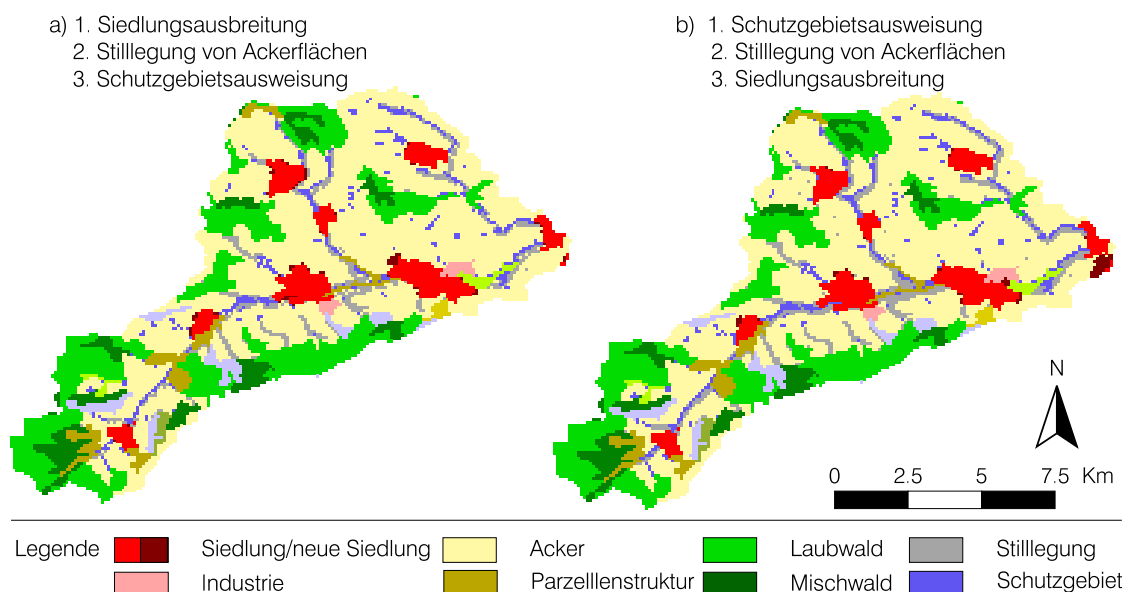 a) 1. Siedlungsausbreitung
2. Stilllegung von Ackerflächen
3. Schutzgebietsausweisung
b) 1. Schutzgebietsausweisung
2. Stilllegung von Ackerflächen
3. Siedlungsausbreitung
N
0 2.5 5 7.5 Km
Legende Siedlung/neue Siedlung Acker Laubwald Stilllegung
Industrie Parzelllenstruktur Mischwald Schutzgebiet